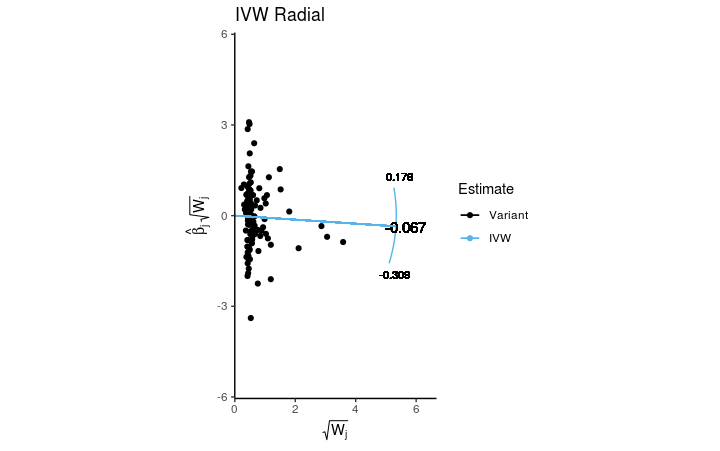 IVW Radial
6
3
0
-3
-6
β̂j√Wj
0.178
-0.067
-0.309
0 2 4 6
√Wj
Estimate
Variant
IVW